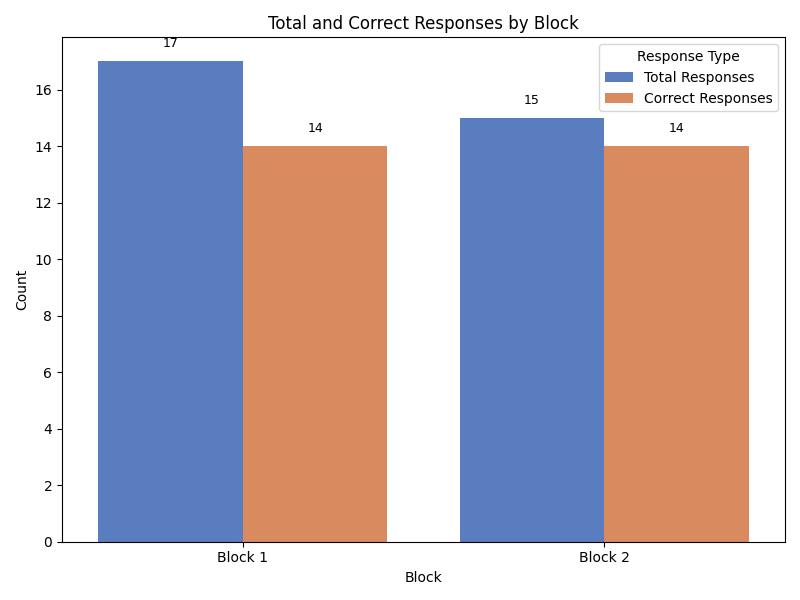 Total and Correct Responses by Block
17
Response Type
Total Responses
Correct Responses
15
14
14
16
14
12
10
8
6
4
2
0
Count
Block 1
Block 2
Block